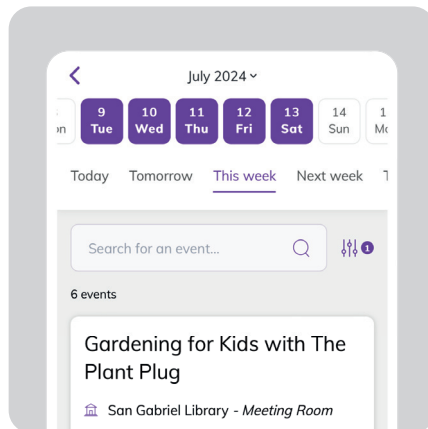 July 2024
9 10 11 12 13 14
Tue Wed Thu Fri Sat Sun
Today Tomorrow This week Next week
Search for an event...
1
6 events
Gardening for Kids with The
Plant Plug
San Gabriel Library - Meeting Room